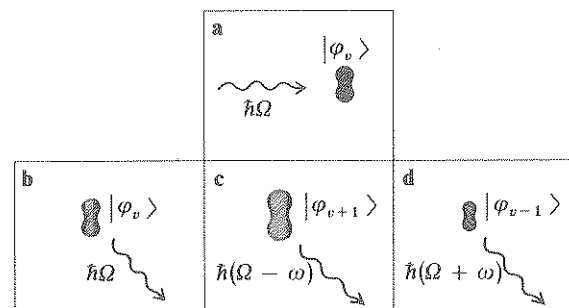 a
|φ_v⟩
ħΩ
b
|φ_v⟩
ħΩ
c
|φ_{v+1}⟩
ħ(Ω − ω)
d
|φ_{v−1}⟩
ħ(Ω + ω)